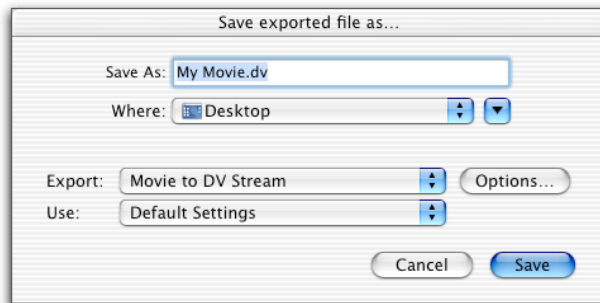 Save exported file as...
Save As: My Movie.dv
Where: Desktop
Export: Movie to DV Stream Options...
Use: Default Settings
Cancel Save